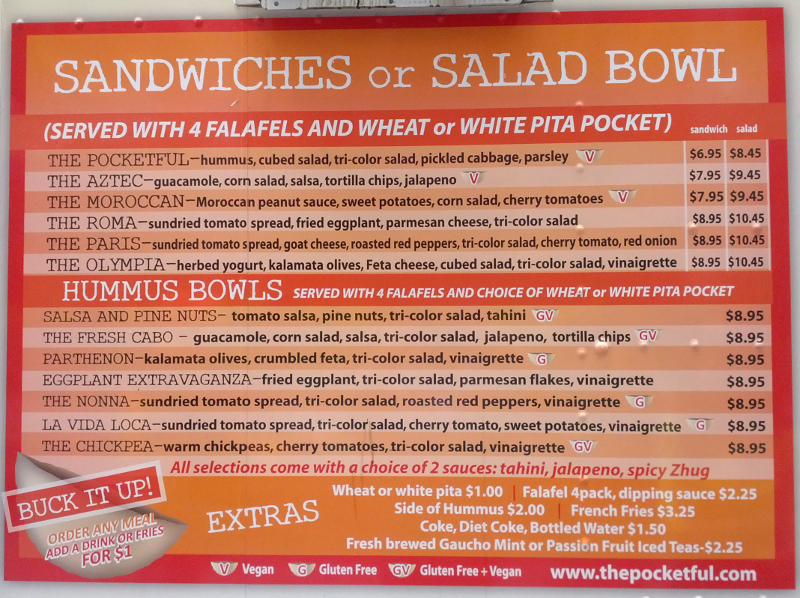 SANDWICHES or SALAD BOWL
(SERVED WITH 4 FALAFELS AND WHEAT or WHITE PITA POCKET) sandwich salad
THE POCKETFUL—hummus, cubed salad, tri-color salad, pickled cabbage, parsley V $6.95 $8.45
THE AZTEC—guacamole, corn salad, salsa, tortilla chips, jalapeno V $7.95 $9.45
THE MOROCCAN—Moroccan peanut sauce, sweet potatoes, corn salad, cherry tomatoes V $7.95 $9.45
THE ROMA—sundried tomato spread, fried eggplant, parmesan cheese, tri-color salad $8.95 $10.45
THE PARIS—sundried tomato spread, goat cheese, roasted red peppers, tri-color salad, cherry tomato, red onion $8.95 $10.45
THE OLYMPIA—herbed yogurt, kalamata olives, Feta cheese, cubed salad, tri-color salad, vinaigrette $8.95 $10.45
HUMMUS BOWLS SERVED WITH 4 FALAFELS AND CHOICE OF WHEAT or WHITE PITA POCKET
SALSA AND PINE NUTS— tomato salsa, pine nuts, tri-color salad, tahini GV $8.95
THE FRESH CABO — guacamole, corn salad, salsa, tri-color salad, jalapeno, tortilla chips GV $8.95
PARTHENON—kalamata olives, crumbled feta, tri-color salad, vinaigrette G $8.95
EGGPLANT EXTRAVAGANZA—fried eggplant, tri-color salad, parmesan flakes, vinaigrette $8.95
THE NONNA—sundried tomato spread, tri-color salad, roasted red peppers, vinaigrette G $8.95
LA VIDA LOCA—sundried tomato spread, tri-color salad, cherry tomato, sweet potatoes, vinaigrette G $8.95
THE CHICKPEA—warm chickpeas, cherry tomatoes, tri-color salad, vinaigrette GV $8.95
All selections come with a choice of 2 sauces: tahini, jalapeno, spicy Zhug
BUCK IT UP!
ORDER ANY MEAL
ADD A DRINK OR FRIES
FOR $1
EXTRAS
Wheat or white pita $1.00 | Falafel 4pack, dipping sauce $2.25
Side of Hummus $2.00 | French Fries $3.25
Coke, Diet Coke, Bottled Water $1.50
Fresh brewed Gaucho Mint or Passion Fruit Iced Teas-$2.25
V Vegan G Gluten Free GV Gluten Free + Vegan www.thepocketful.com